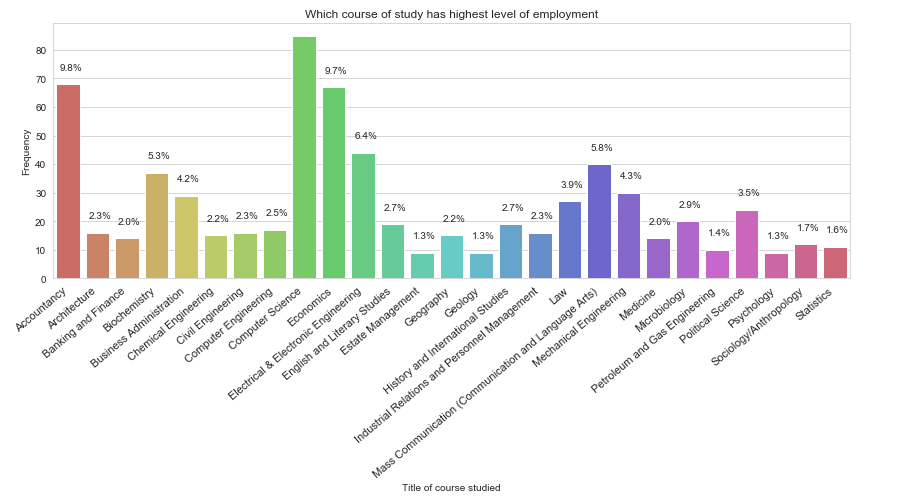 Which course of study has highest level of employment
Frequency
80
70
60
50
40
30
20
10
0
9.8%
2.3%
2.0%
5.3%
4.2%
2.2%
2.3%
2.5%
9.7%
6.4%
2.7%
1.3%
2.2%
1.3%
2.7%
2.3%
3.9%
5.8%
4.3%
2.0%
2.9%
1.4%
3.5%
1.3%
1.7%
1.6%
Accountancy
Architecture
Banking and Finance
Biochemistry
Business Administration
Chemical Engineering
Civil Engineering
Computer Engineering
Computer Science
Economics
Electrical & Electronic Engineering
English and Literary Studies
Estate Management
Geography
Geology
History and International Studies
Industrial Relations and Personnel Management
Law
Mass Communication (Communication and Language Arts)
Mechanical Engineering
Medicine
Microbiology
Petroleum and Gas Engineering
Political Science
Psychology
Sociology/Anthropology
Statistics
Title of course studied